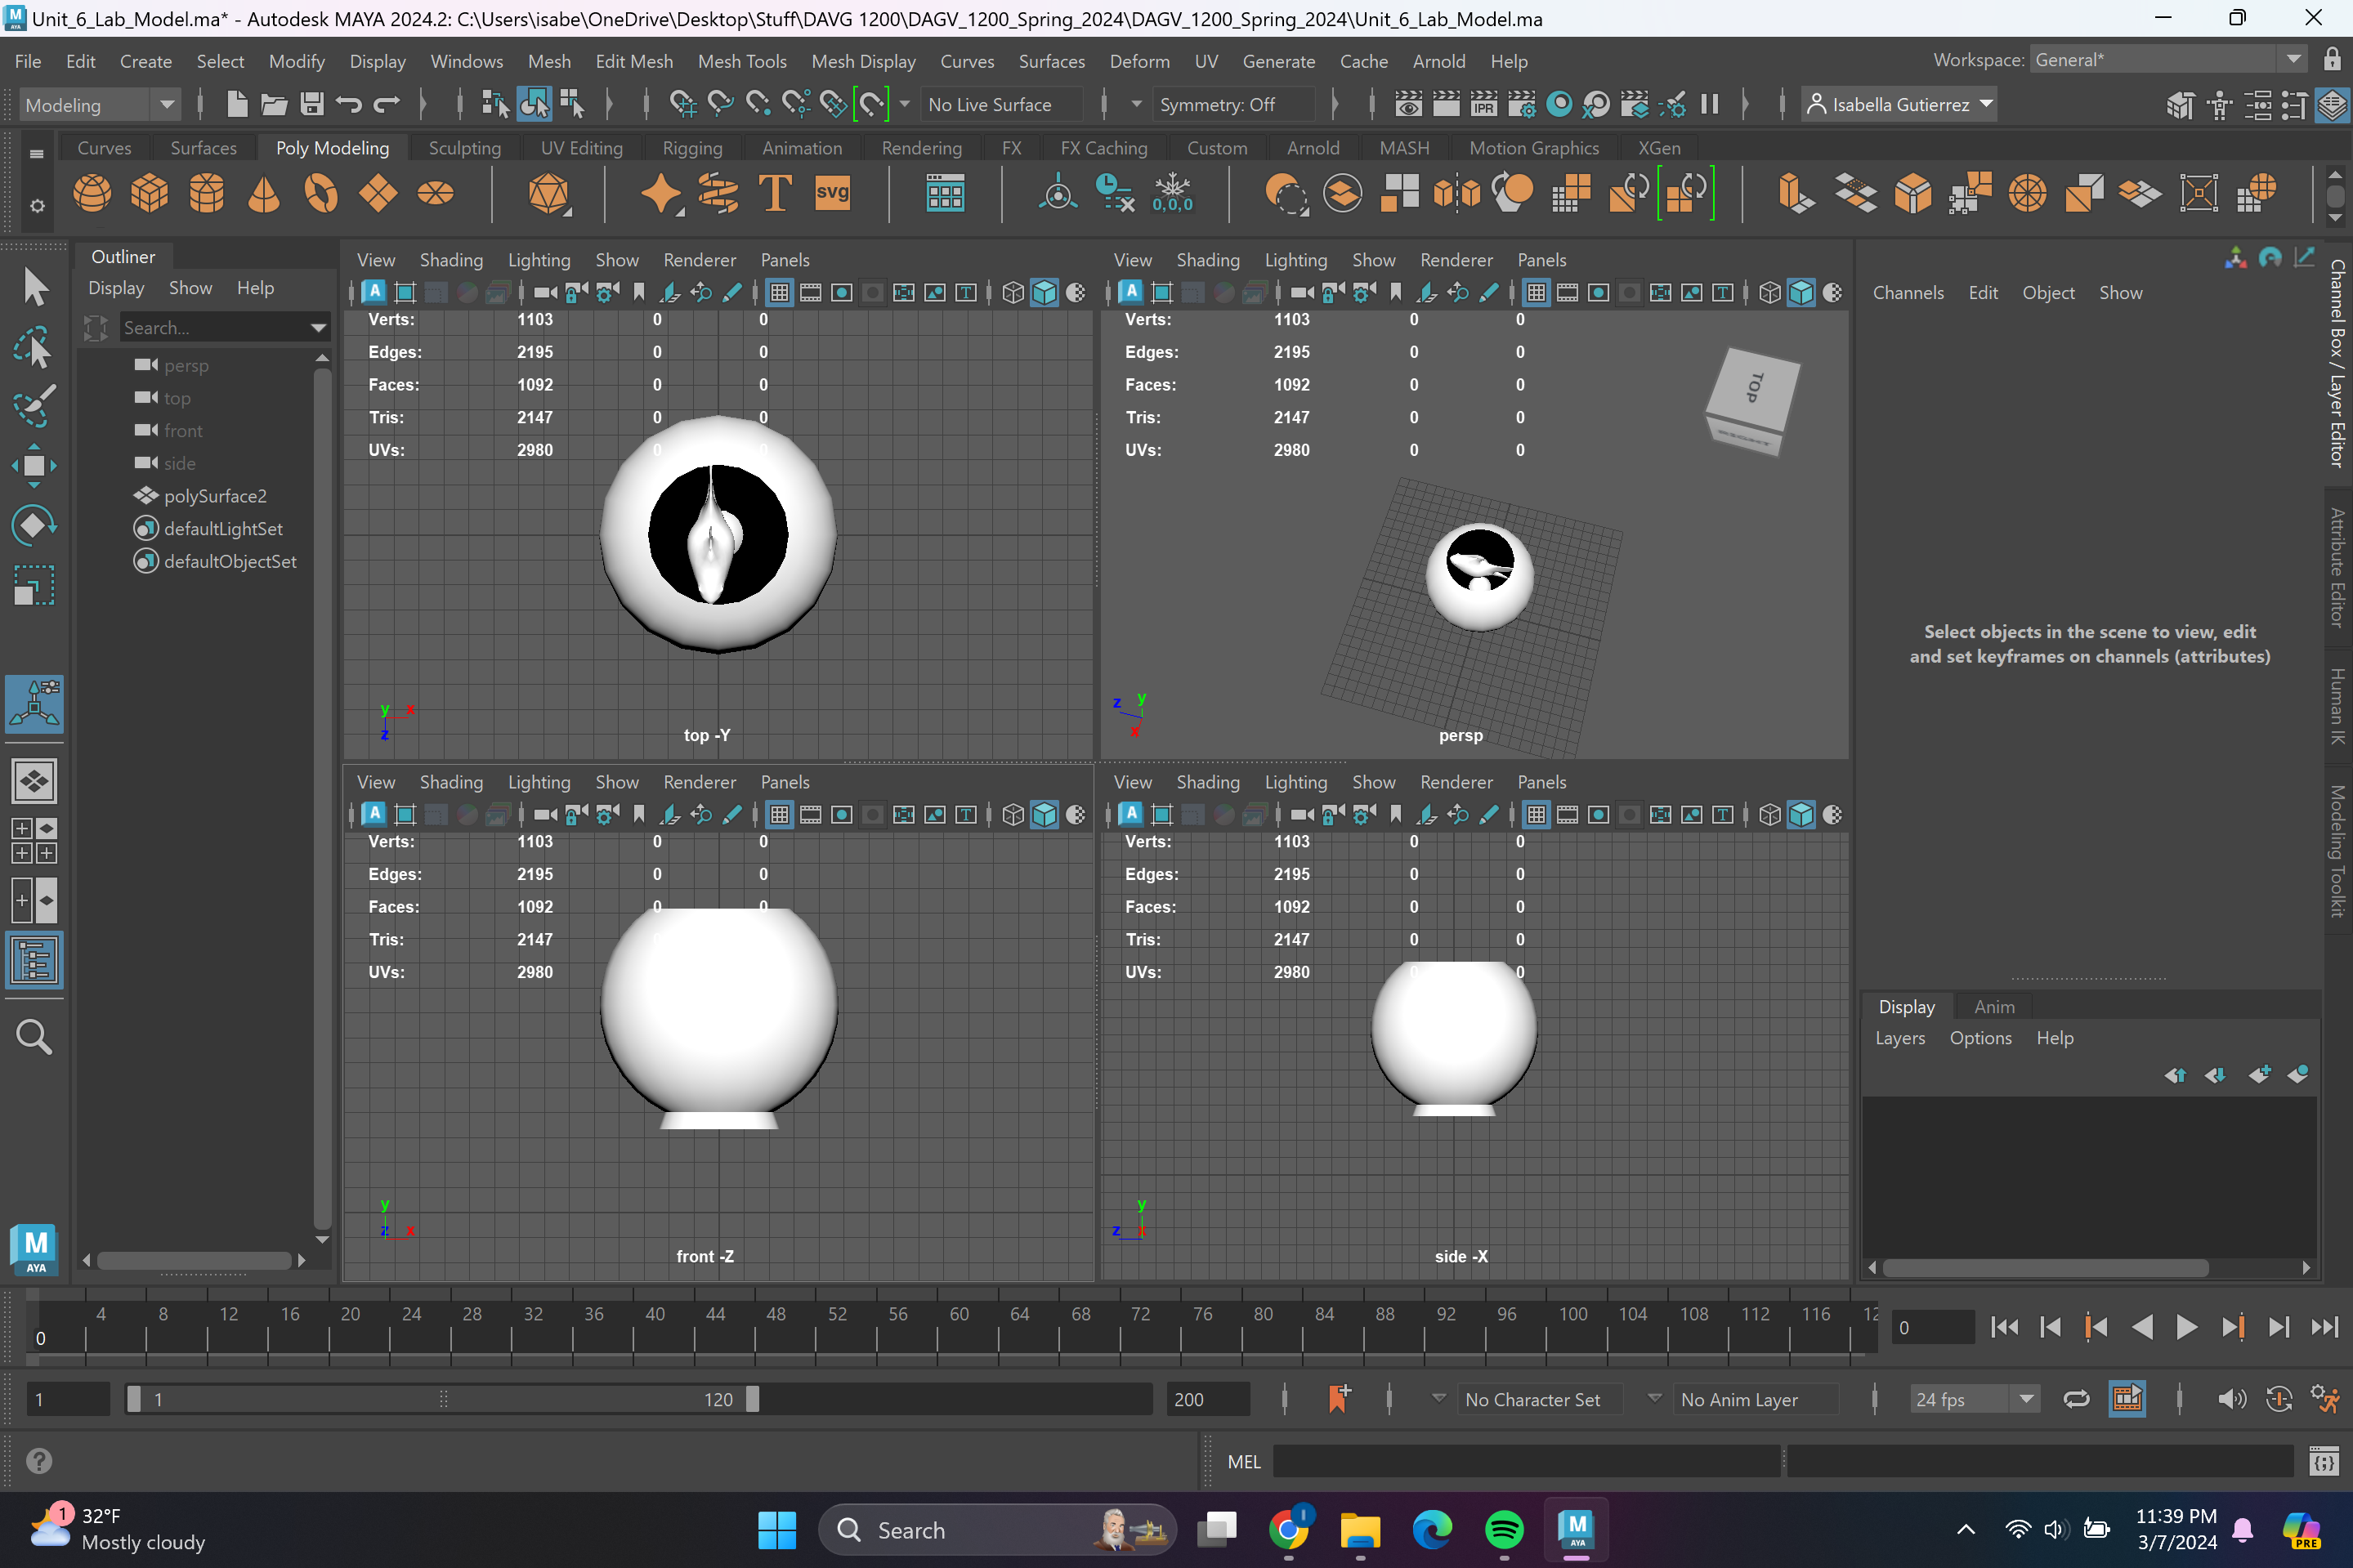 Unit_6_Lab_Model.ma* - Autodesk MAYA 2024.2: C:\Users\isabe\OneDrive\Desktop\Stuff\DAVG 1200\DAGV_1200_Spring_2024\DAGV_1200_Spring_2024\Unit_6_Lab_Model.ma
File Edit Create Select Modify Display Windows Mesh Edit Mesh Mesh Tools Mesh Display Curves Surfaces Deform UV Generate Cache Arnold Help Workspace: General*
Modeling No Live Surface Symmetry: Off IPR Isabella Gutierrez
Curves Surfaces Poly Modeling Sculpting UV Editing Rigging Animation Rendering FX FX Caching Custom Arnold MASH Motion Graphics XGen
T svg 0,0,0
Outliner
Display Show Help
Search...
persp
top
front
side
polySurface2
defaultLightSet
defaultObjectSet
View Shading Lighting Show Renderer Panels
Verts: 1103 0 0
Edges: 2195 0 0
Faces: 1092 0 0
Tris: 2147 0 0
UVs: 2980 0 0
y x
z
top -Y
View Shading Lighting Show Renderer Panels
Verts: 1103 0 0
Edges: 2195 0 0
Faces: 1092 0 0
Tris: 2147 0 0
UVs: 2980 0 0
TOP
RIGHT
z y
x
persp
View Shading Lighting Show Renderer Panels
Verts: 1103 0 0
Edges: 2195 0 0
Faces: 1092 0 0
Tris: 2147 0 0
UVs: 2980 0 0
y
z x
front -Z
View Shading Lighting Show Renderer Panels
Verts: 1103 0 0
Edges: 2195 0 0
Faces: 1092 0 0
Tris: 2147 0 0
UVs: 2980 0 0
y
z x
side -X
Channels Edit Object Show
Select objects in the scene to view, edit
and set keyframes on channels (attributes)
Channel Box / Layer Editor
Attribute Editor
Human IK
Modeling Toolkit
Display Anim
Layers Options Help
M
AYA
4 8 12 16 20 24 28 32 36 40 44 48 52 56 60 64 68 72 76 80 84 88 92 96 100 104 108 112 116 12
0 0
1 1 120 200 No Character Set No Anim Layer 24 fps
MEL
1 32°F
Mostly cloudy
Search
M
AYA
11:39 PM
3/7/2024
PRE